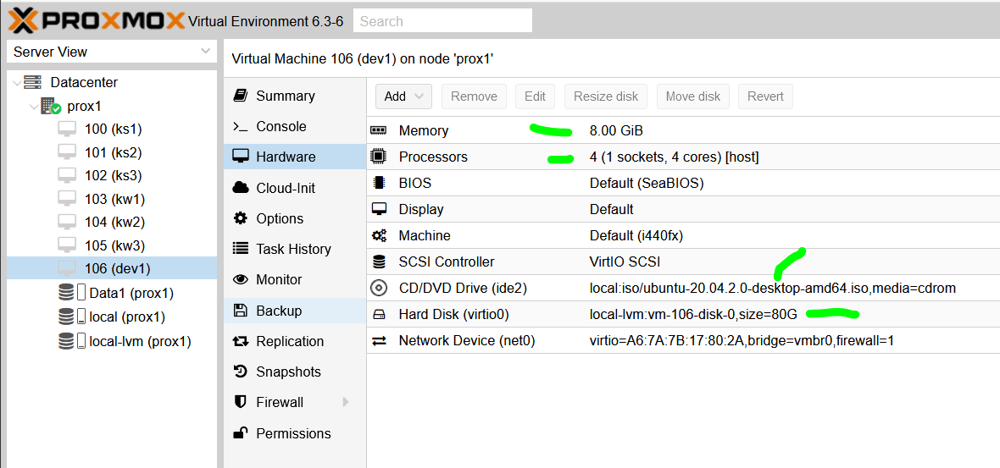 PROXMOX Virtual Environment 6.3-6 Search
Server View
Datacenter
prox1
100 (ks1)
101 (ks2)
102 (ks3)
103 (kw1)
104 (kw2)
105 (kw3)
106 (dev1)
Data1 (prox1)
local (prox1)
local-lvm (prox1)
Virtual Machine 106 (dev1) on node 'prox1'
Summary
Console
Hardware
Cloud-Init
Options
Task History
Monitor
Backup
Replication
Snapshots
Firewall
Permissions
Add Remove Edit Resize disk Move disk Revert
Memory 8.00 GiB
Processors 4 (1 sockets, 4 cores) [host]
BIOS Default (SeaBIOS)
Display Default
Machine Default (i440fx)
SCSI Controller VirtIO SCSI
CD/DVD Drive (ide2) local:iso/ubuntu-20.04.2.0-desktop-amd64.iso,media=cdrom
Hard Disk (virtio0) local-lvm:vm-106-disk-0,size=80G
Network Device (net0) virtio=A6:7A:7B:17:80:2A,bridge=vmbr0,firewall=1